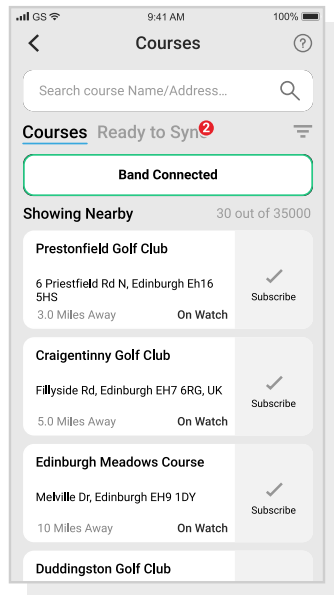 GS 9:41 AM 100%
Courses ?
Search course Name/Address...
Courses Ready to Sync 2
Band Connected
Showing Nearby 30 out of 35000
Prestonfield Golf Club
6 Priestfield Rd N, Edinburgh Eh16
5HS
Subscribe
3.0 Miles Away On Watch
Craigentinny Golf Club
Fillyside Rd, Edinburgh EH7 6RG, UK
Subscribe
5.0 Miles Away On Watch
Edinburgh Meadows Course
Melville Dr, Edinburgh EH9 1DY
Subscribe
10 Miles Away On Watch
Duddingston Golf Club